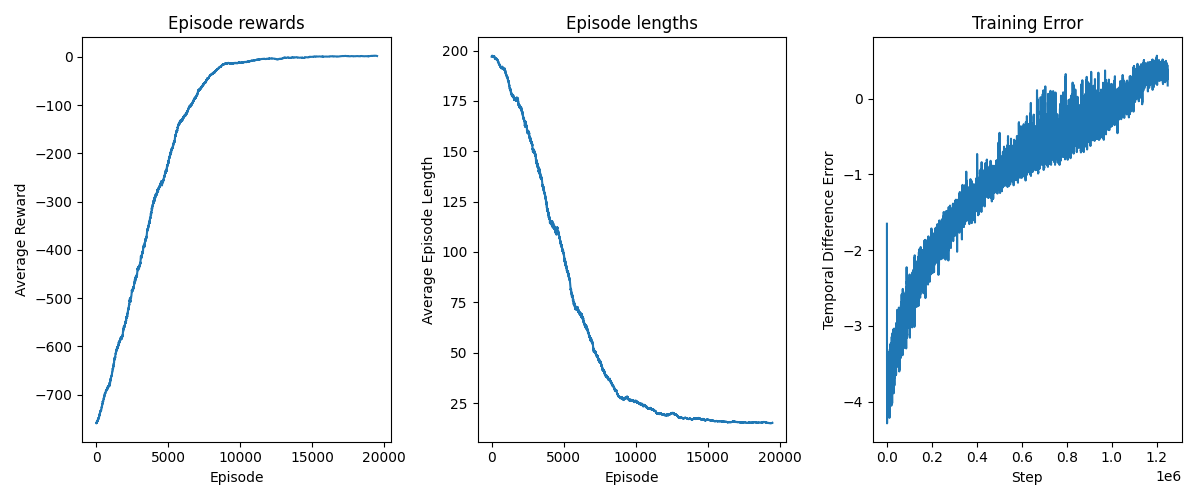 Episode rewards
Average Reward
0
−100
−200
−300
−400
−500
−600
−700
0 5000 10000 15000 20000
Episode
Episode lengths
Average Episode Length
200
175
150
125
100
75
50
25
0 5000 10000 15000 20000
Episode
Training Error
Temporal Difference Error
0
−1
−2
−3
−4
0.0 0.2 0.4 0.6 0.8 1.0 1.2
1e6
Step